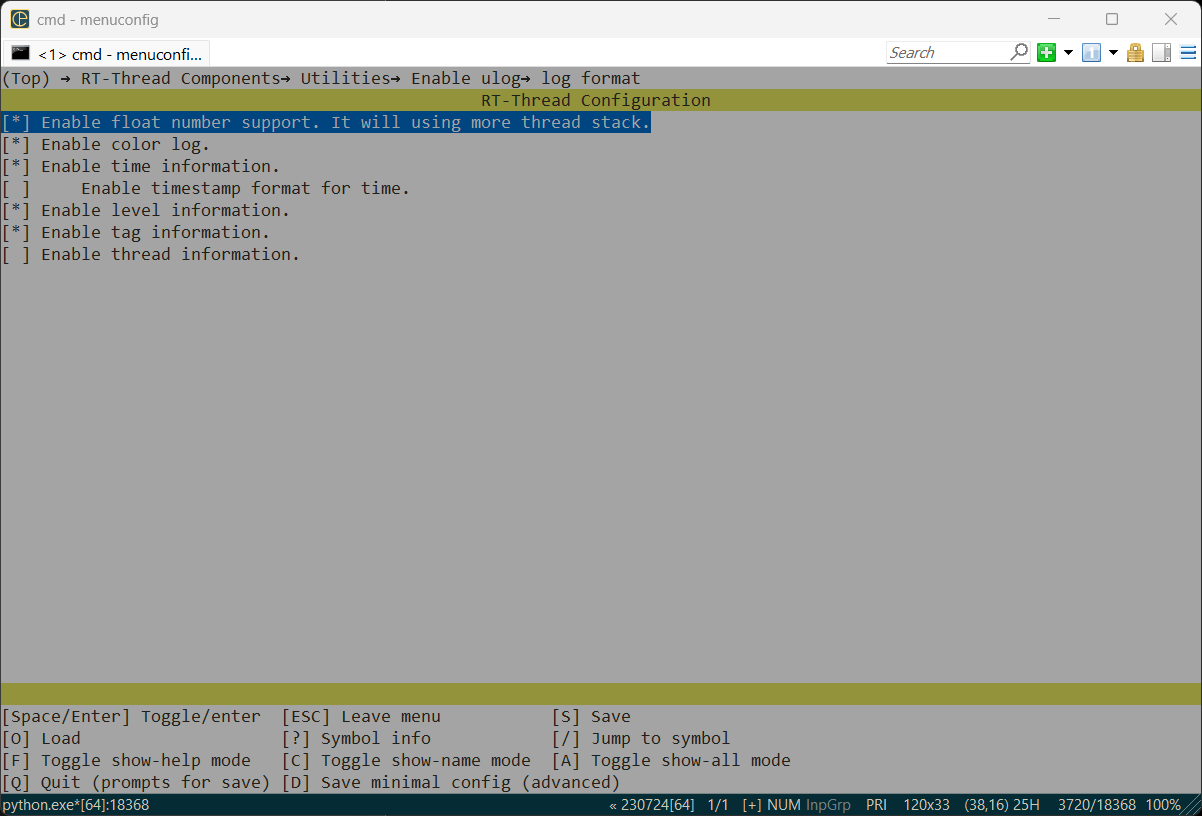 cmd - menuconfig
<1> cmd - menuconfi...
Search
(Top) → RT-Thread Components→ Utilities→ Enable ulog→ log format
RT-Thread Configuration
[*] Enable float number support. It will using more thread stack.
[*] Enable color log.
[*] Enable time information.
[ ]     Enable timestamp format for time.
[*] Enable level information.
[*] Enable tag information.
[ ] Enable thread information.
[Space/Enter] Toggle/enter  [ESC] Leave menu           [S] Save
[O] Load                    [?] Symbol info            [/] Jump to symbol
[F] Toggle show-help mode   [C] Toggle show-name mode  [A] Toggle show-all mode
[Q] Quit (prompts for save) [D] Save minimal config (advanced)
python.exe*[64]:18368 « 230724[64] 1/1 [+] NUM InpGrp PRI 120x33 (38,16) 25H 3720/18368 100%